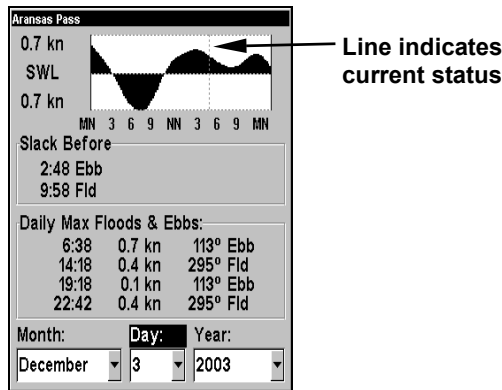 Aransas Pass
0.7 kn
SWL
0.7 kn
MN 3 6 9 NN 3 6 9 MN
Line indicates
current status
Slack Before
2:48 Ebb
9:58 Fld
Daily Max Floods & Ebbs:
6:38 0.7 kn 113º Ebb
14:18 0.4 kn 295º Fld
19:18 0.1 kn 113º Ebb
22:42 0.4 kn 295º Fld
Month: Day: Year:
December 3 2003